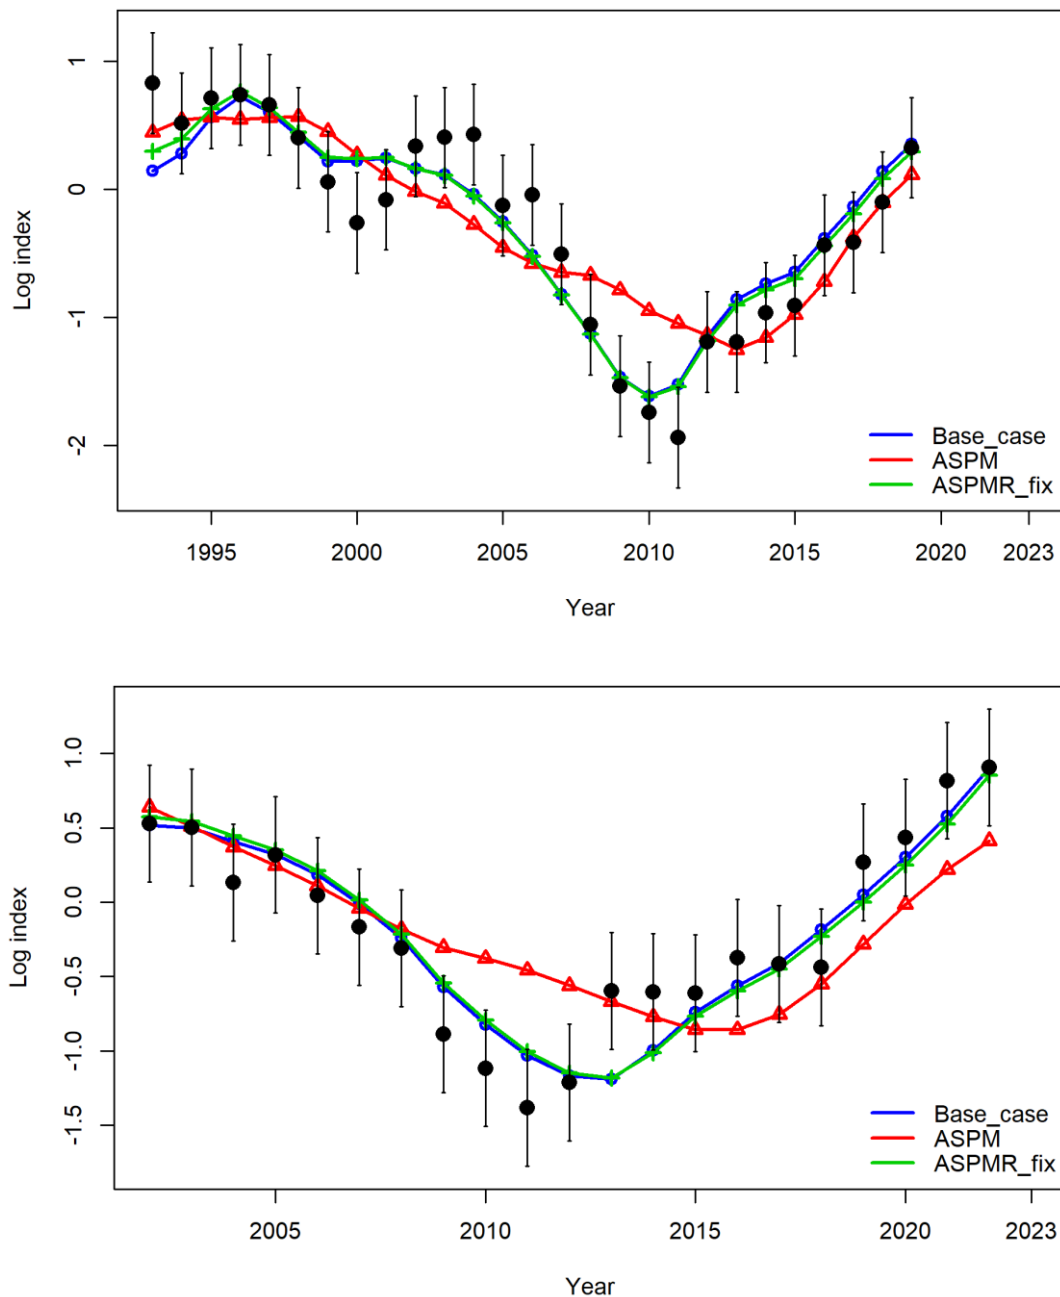 1
0
-1
-2
Log index
Base_case
ASPM
ASPMR_fix
1995 2000 2005 2010 2015 2020 2023
Year
1.0
0.5
0.0
-0.5
-1.0
-1.5
Log index
Base_case
ASPM
ASPMR_fix
2005 2010 2015 2020 2023
Year